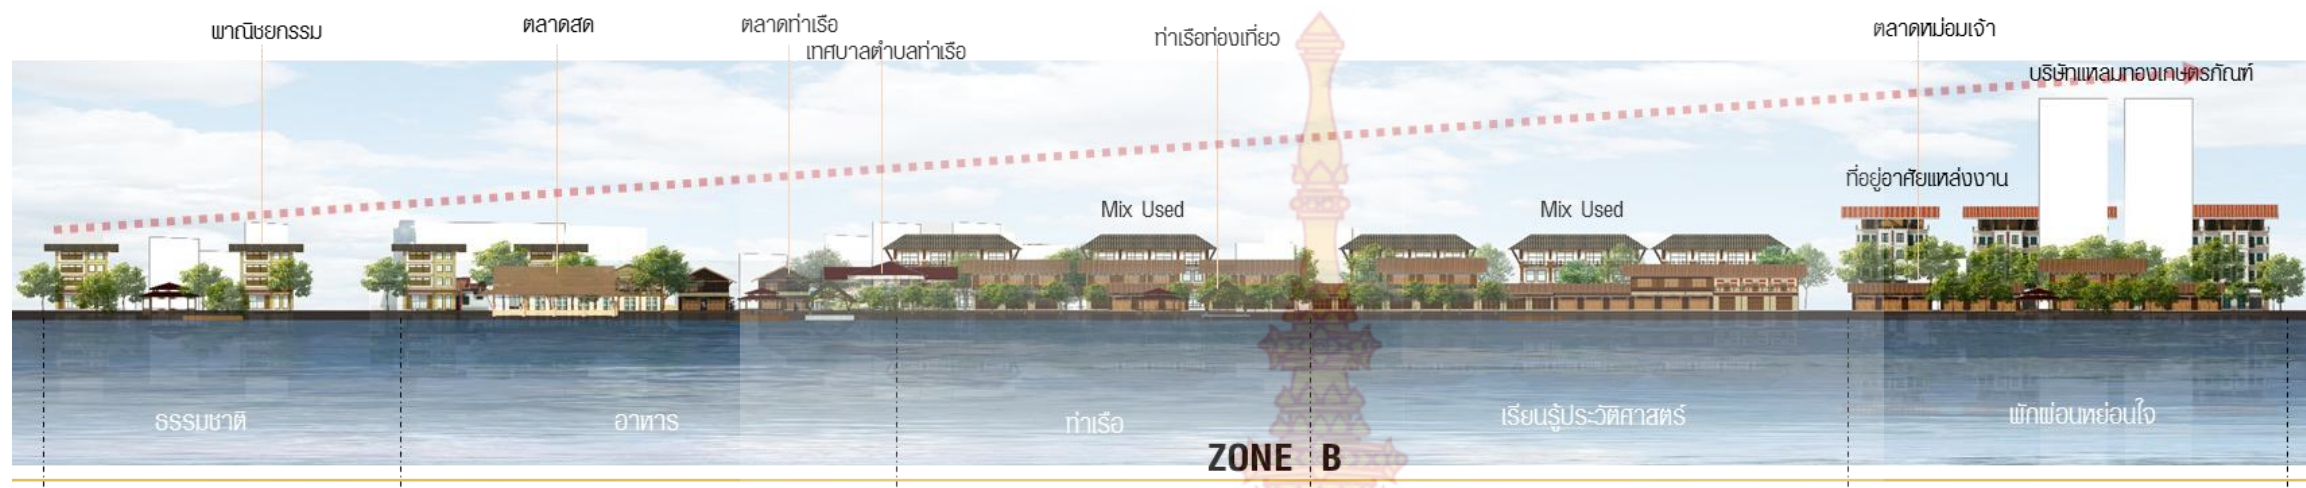 พาณิชยกรรม
ตลาดสด
ตลาดท่าเรือ
เทศบาลตำบลท่าเรือ
ท่าเรือท่องเที่ยว
ตลาดหม่อมเจ้า
บริษัทแหลมทองเกษตรภัณฑ์
ที่อยู่อาศัยแหล่งงาน
Mix Used
Mix Used
ธรรมชาติ
อาหาร
ท่าเรือ
เรียนรู้ประวัติศาสตร์
พักผ่อนหย่อนใจ
ZONE B